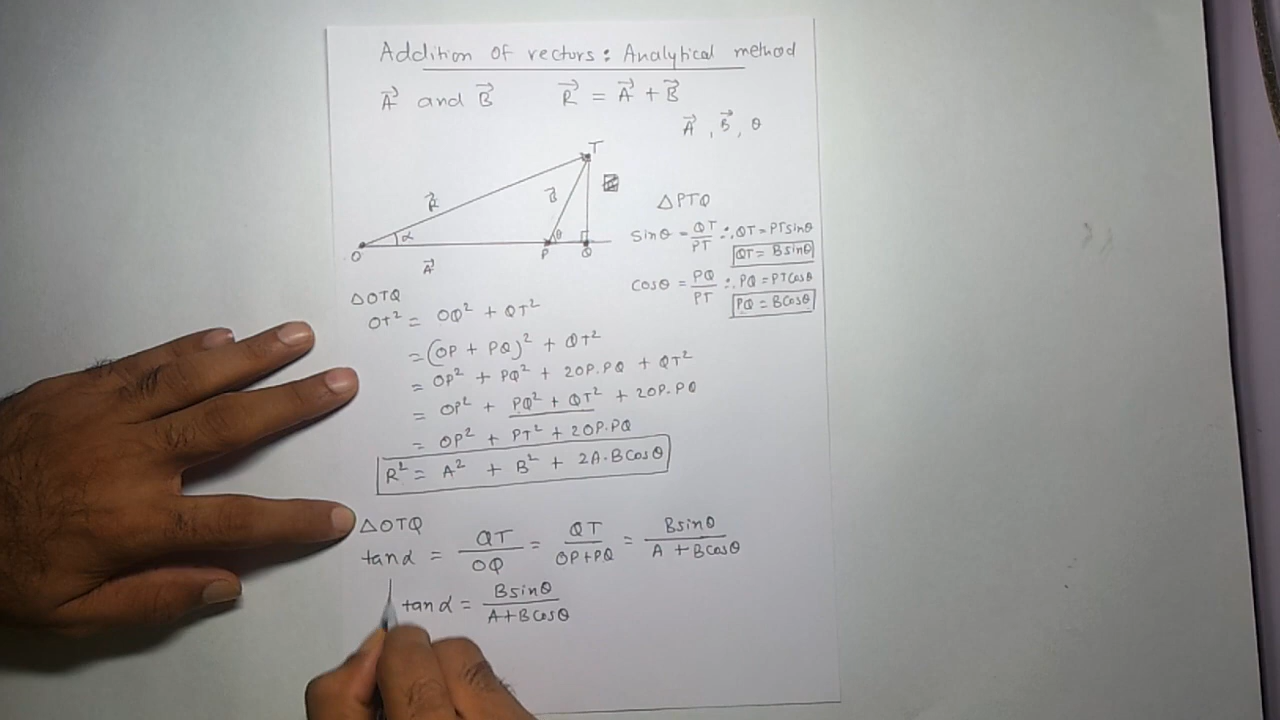 Addition of vectors: Analytical method
A⃗ and B⃗ R⃗ = A⃗ + B⃗
A⃗ , B⃗ , θ
T
R⃗
B⃗
α
θ
O
P
Q
A⃗
△PTQ
sinθ = QT/PT ∴ QT = PTsinθ
QT = Bsinθ
cosθ = PQ/PT ∴ PQ = PTcosθ
PQ = Bcosθ
△OTQ
OT² = OQ² + QT²
= (OP + PQ)² + QT²
= OP² + PQ² + 2OP.PQ + QT²
= OP² + PQ² + QT² + 2OP.PQ
= OP² + PT² + 2OP.PQ
R² = A² + B² + 2A.Bcosθ
△OTQ
tanα = QT/OQ = QT/OP+PQ = Bsinθ/A + Bcosθ
tanα = Bsinθ/A+Bcosθ